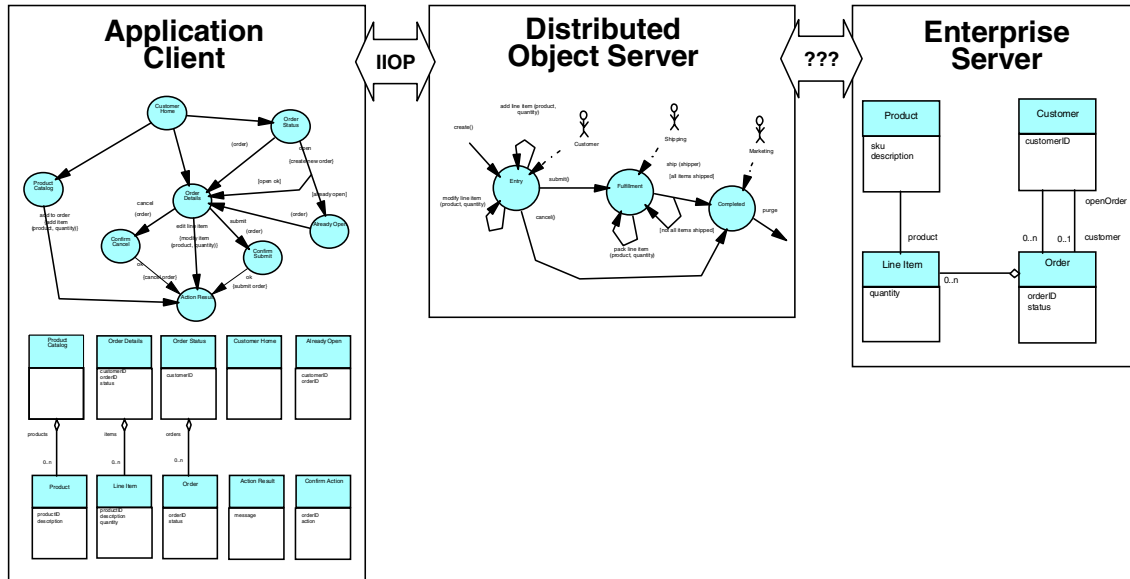 Application
Client
IIOP
Distributed
Object Server
???
Enterprise
Server
Customer
Home
Order
Status
(order)
open
[create new order]
[open ok]
[already open]
Product
Catalog
Order
Details
cancel
(order)
add to order
(add item
(product, quantity))
edit line item
submit
(order)
(order)
Already Open
[modify item
(product, quantity)]
Confirm
Cancel
Confirm
Submit
ok
[cancel order]
ok
[submit order]
Action Result
Product
Catalog
Order Details
customerID
orderID
status
Order Status
customerID
Customer Home
Already Open
customerID
orderID
products
items
orders
0..n
0..n
0..n
Product
productID
description
Line Item
productID
description
quantity
Order
orderID
status
Action Result
message
Confirm Action
orderID
action
add line item (product,
quantity)
create()
Customer
Shipping
Marketing
ship (shipper)
[all items shipped]
Entry
submit()
Fulfillment
Completed
modify line item
(product, quantity)
cancel()
[not all items shipped]
purge
pack line item
(product, quantity)
Product
sku
description
Customer
customerID
openOrder
product
0..n
0..1
customer
Line Item
quantity
0..n
Order
orderID
status